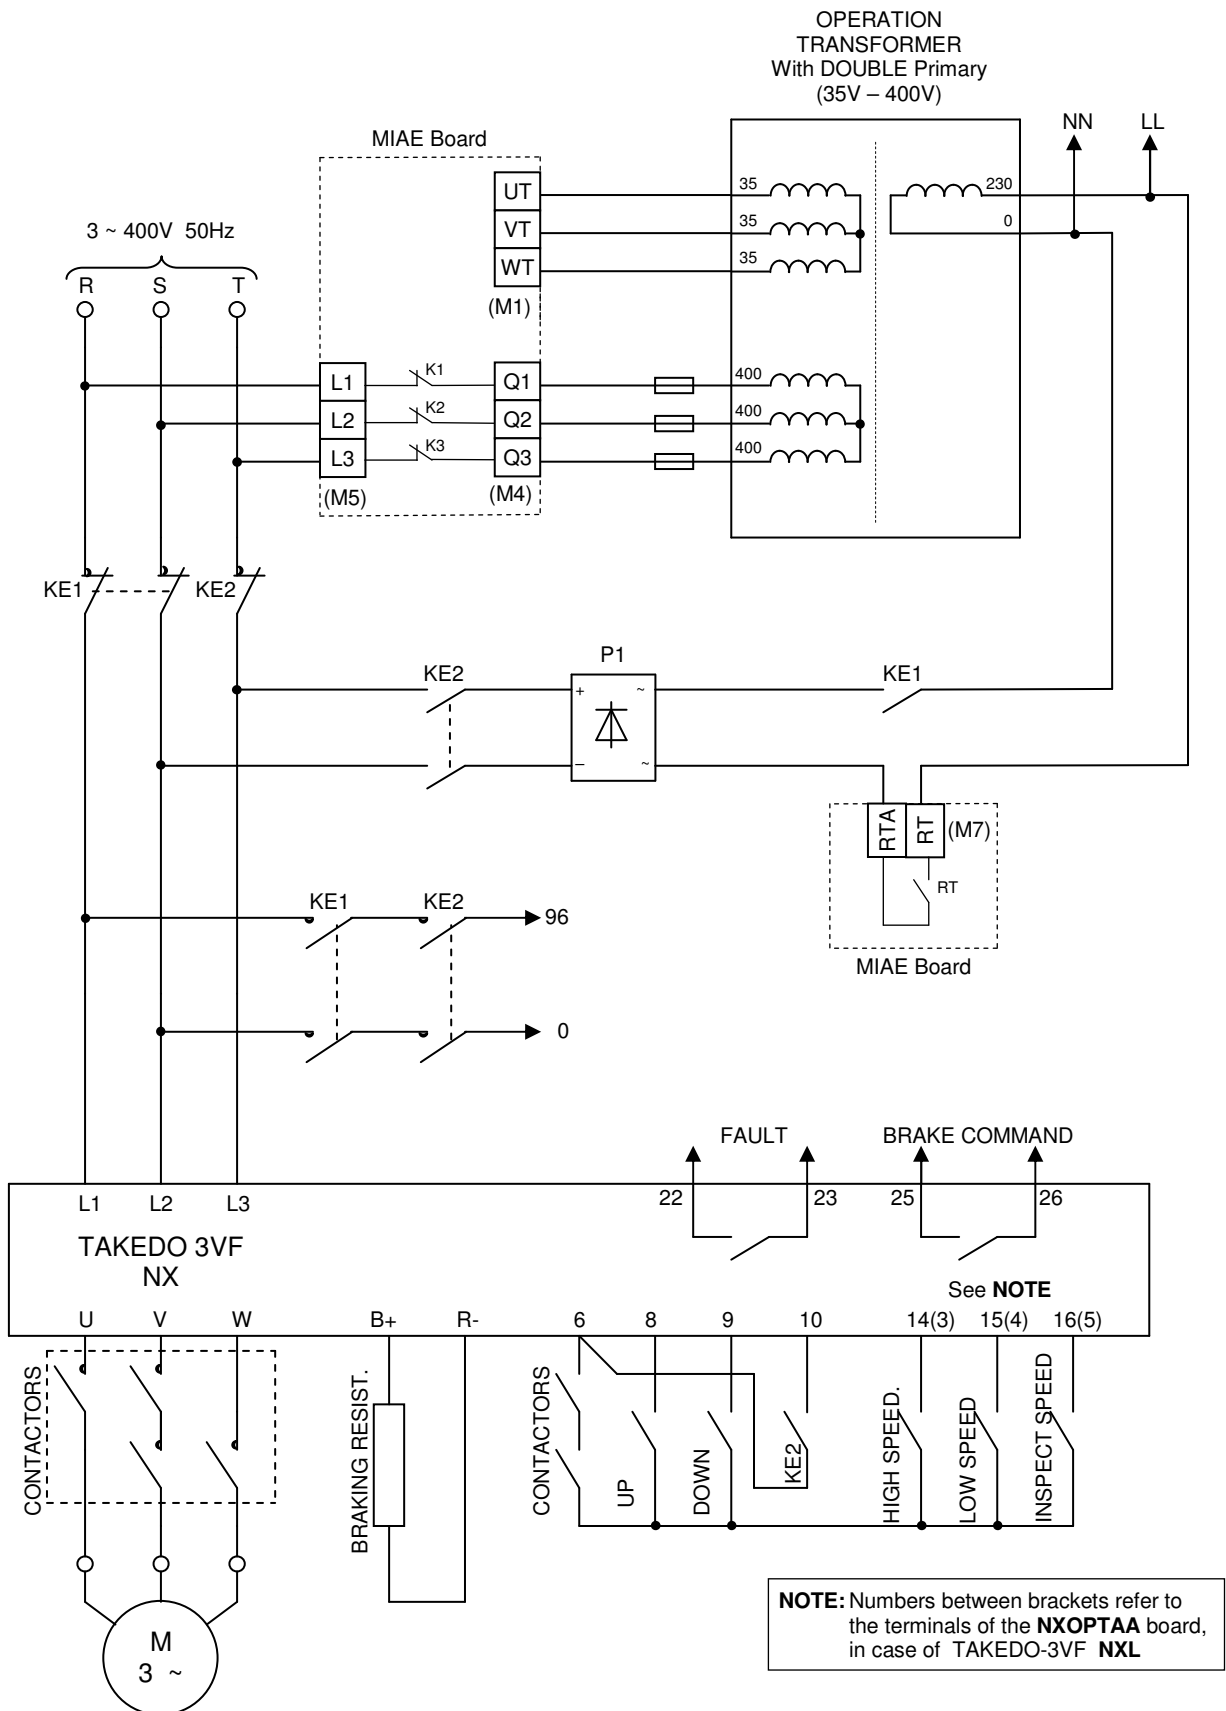 OPERATION
TRANSFORMER
With DOUBLE Primary
(35V – 400V)
NN LL
MIAE Board
UT 35 230
VT 35 0
WT 35
(M1)
3 ~ 400V 50Hz
R S T
L1 K1 Q1 400
L2 K2 Q2 400
L3 K3 Q3 400
(M5) (M4)
KE1 KE2
P1
KE2 KE1
+ ~
– ~
RTA RT (M7)
RT
MIAE Board
KE1 KE2
96
0
FAULT BRAKE COMMAND
22 23 25 26
L1 L2 L3
TAKEDO 3VF
NX
See NOTE
U V W B+ R- 6 8 9 10 14(3) 15(4) 16(5)
CONTACTORS
BRAKING RESIST.
CONTACTORS
UP
DOWN
KE2
HIGH SPEED.
LOW SPEED
INSPECT SPEED
M
3 ~
NOTE: Numbers between brackets refer to
the terminals of the NXOPTAA board,
in case of TAKEDO-3VF NXL